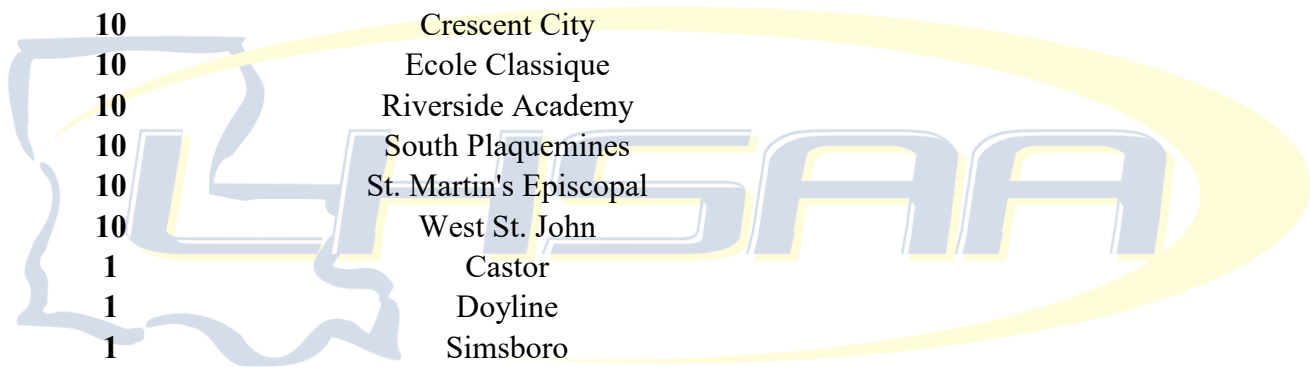 10 Crescent City
10 Ecole Classique
10 Riverside Academy
10 South Plaquemines
10 St. Martin's Episcopal
10 West St. John
1 Castor
1 Doyline
1 Simsboro
LHSAA